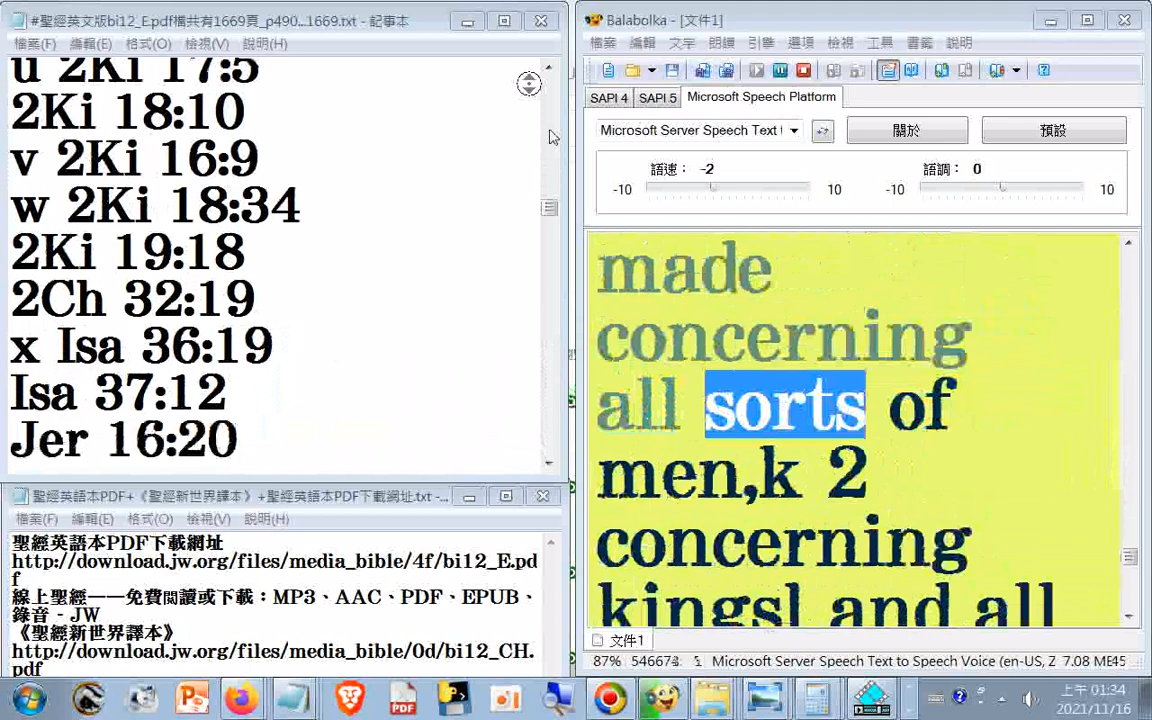 #聖經英文版bi12_E.pdf檔共有1669頁_p490...1669.txt - 記事本
檔案(F) 編輯(E) 格式(O) 檢視(V) 說明(H)
u 2Ki 17:5
2Ki 18:10
v 2Ki 16:9
w 2Ki 18:34
2Ki 19:18
2Ch 32:19
x Isa 36:19
Isa 37:12
Jer 16:20
聖經英語本PDF+《聖經新世界譯本》+聖經英語本PDF下載網址.txt -...
檔案(F) 編輯(E) 格式(O) 檢視(V) 說明(H)
聖經英語本PDF下載網址
http://download.jw.org/files/media_bible/4f/bi12_E.pd
f
線上聖經──免費閱讀或下載：MP3、AAC、PDF、EPUB、
錄音 - JW
《聖經新世界譯本》
http://download.jw.org/files/media_bible/0d/bi12_CH.
pdf
Balabolka - [文件1]
檔案 編輯 文字 朗讀 引擎 選項 檢視 工具 書籤 說明
SAPI 4 SAPI 5 Microsoft Speech Platform
Microsoft Server Speech Text 關於 預設
語速： -2 語調： 0
-10 10 -10 10
made
concerning
all sorts of
men,k 2
concerning
kingsl and all
文件1
87% 1 Microsoft Server Speech Text to Speech Voice (en-US, Z 7.08 ME45
上午 01:34
2021/11/16